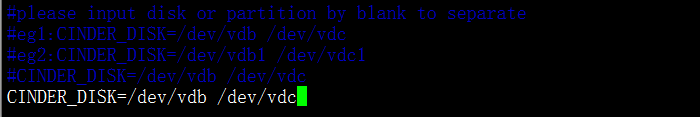 #please input disk or partition by blank to separate
#eg1:CINDER_DISK=/dev/vdb /dev/vdc
#eg2:CINDER_DISK=/dev/vdb1 /dev/vdc1
#CINDER_DISK=/dev/vdb /dev/vdc
CINDER_DISK=/dev/vdb /dev/vdc